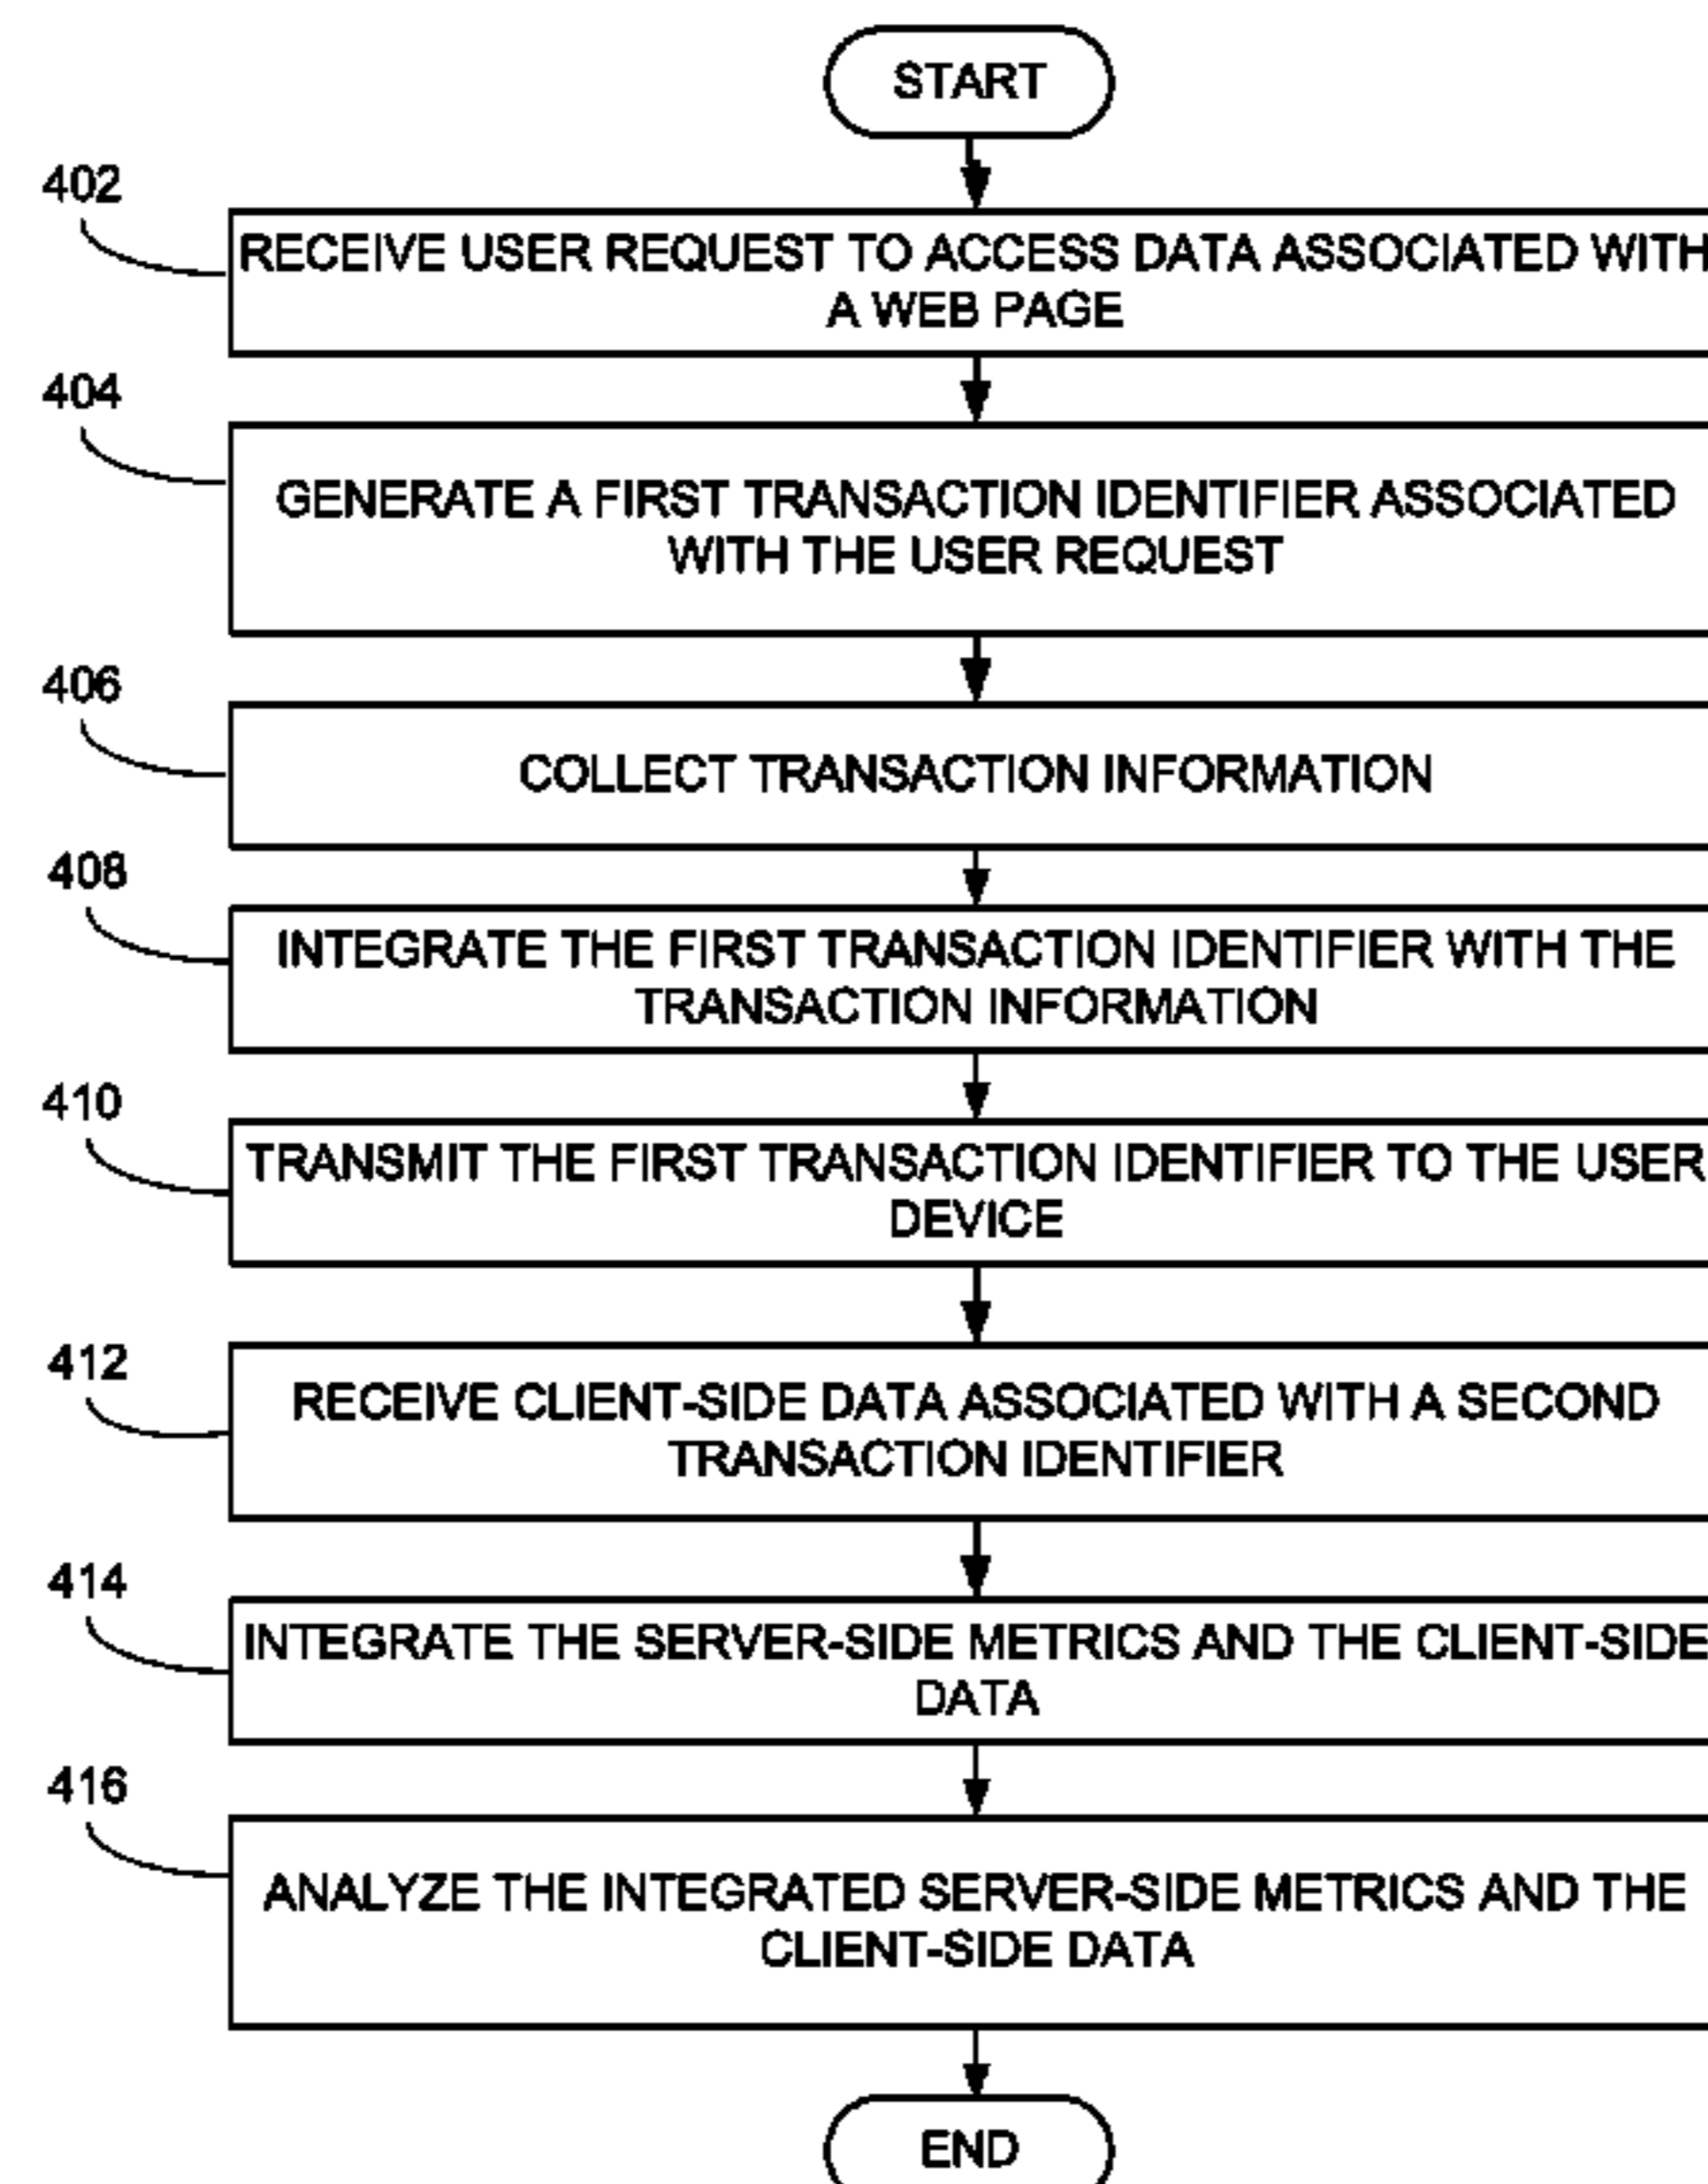 START
402
RECEIVE USER REQUEST TO ACCESS DATA ASSOCIATED WITH
A WEB PAGE
404
GENERATE A FIRST TRANSACTION IDENTIFIER ASSOCIATED
WITH THE USER REQUEST
406
COLLECT TRANSACTION INFORMATION
408
INTEGRATE THE FIRST TRANSACTION IDENTIFIER WITH THE
TRANSACTION INFORMATION
410
TRANSMIT THE FIRST TRANSACTION IDENTIFIER TO THE USER
DEVICE
412
RECEIVE CLIENT-SIDE DATA ASSOCIATED WITH A SECOND
TRANSACTION IDENTIFIER
414
INTEGRATE THE SERVER-SIDE METRICS AND THE CLIENT-SIDE
DATA
416
ANALYZE THE INTEGRATED SERVER-SIDE METRICS AND THE
CLIENT-SIDE DATA
END